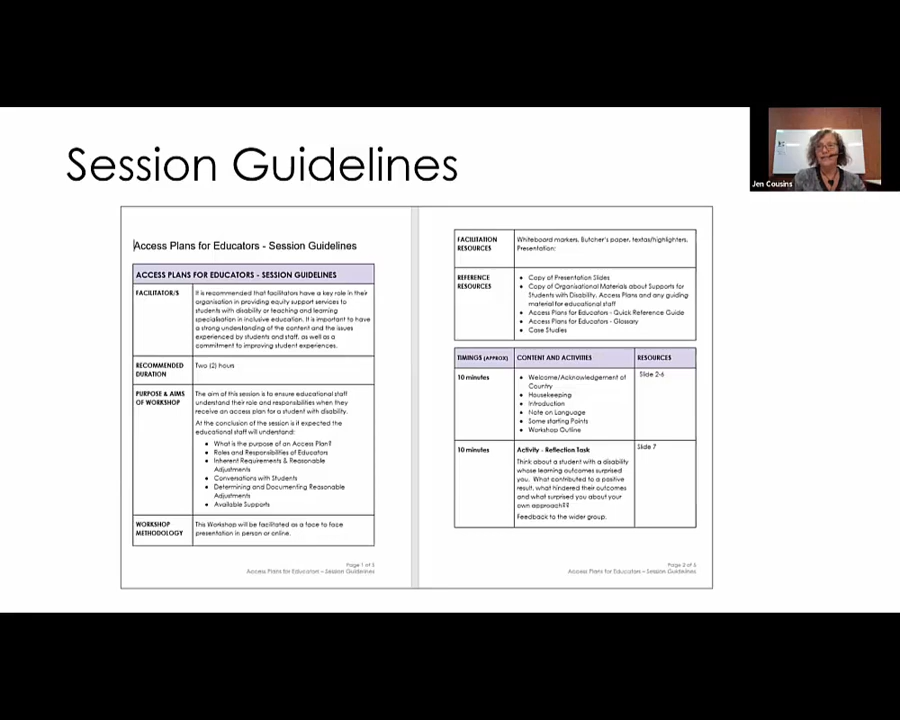 Session Guidelines
Jen Cousins
Access Plans for Educators - Session Guidelines
ACCESS PLANS FOR EDUCATORS - SESSION GUIDELINES
FACILITATOR/S
It is recommended that facilitators have a key role in their
organisation in providing equity support services to
students with disability or teaching and learning
specialisation in inclusive education. It is important to have
a strong understanding of the content and the issues
experienced by students and staff, as well as a
commitment to improving student experiences.
RECOMMENDED
DURATION
Two (2) hours
PURPOSE & AIMS
OF WORKSHOP
The aim of this session is to ensure educational staff
understand their role and responsibilities when they
receive an access plan for a student with disability.
At the conclusion of the session is it expected the
educational staff will understand:
• What is the purpose of an Access Plan?
• Roles and Responsibilities of Educators
• Inherent Requirements & Reasonable
Adjustments
• Conversations with Students
• Determining and Documenting Reasonable
Adjustments
• Available Supports
WORKSHOP
METHODOLOGY
This Workshop will be facilitated as a face to face
presentation in person or online.
Page 1 of 5
Access Plans for Educators – Session Guidelines
FACILITATION
RESOURCES
Whiteboard markers, Butcher's paper, textas/highlighters,
Presentation:
REFERENCE
RESOURCES
• Copy of Presentation Slides
• Copy of Organisational Materials about Supports for
Students with Disability, Access Plans and any guiding
material for educational staff
• Access Plans for Educators - Quick Reference Guide
• Access Plans for Educators - Glossary
• Case Studies
TIMINGS (APPROX) CONTENT AND ACTIVITIES RESOURCES
10 minutes
• Welcome/Acknowledgement of
Country
• Housekeeping
• Introduction
• Note on Language
• Some starting Points
• Workshop Outline
Slide 2-6
10 minutes
Activity - Reflection Task
Think about a student with a disability
whose learning outcomes surprised
you. What contributed to a positive
result, what hindered their outcomes
and what surprised you about your
own approach??
Feedback to the wider group.
Slide 7
Page 2 of 5
Access Plans for Educators – Session Guidelines